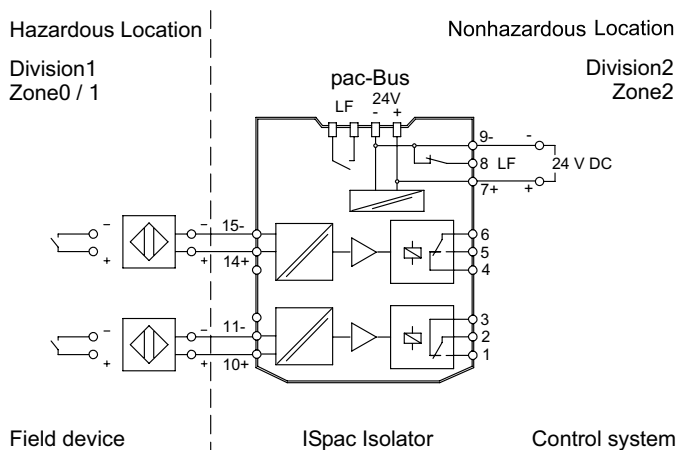 Hazardous Location
Nonhazardous Location
Division1
Zone0 / 1
Division2
Zone2
pac-Bus
LF
24V
- +
9-
-
8 LF
24 V DC
7+
+
–
–
15-
6
+
+
14+
5
4
–
–
11-
3
2
+
+
10+
1
Field device
ISpac Isolator
Control system